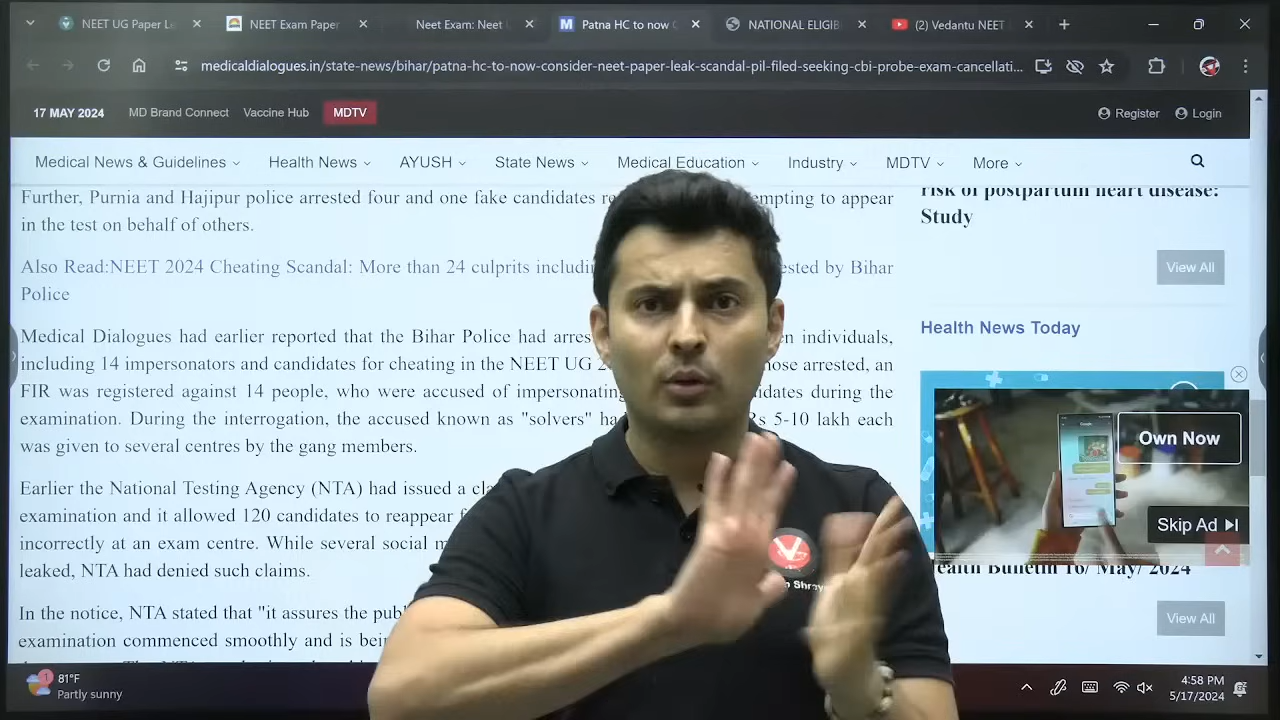 NEET UG Paper Le
NEET Exam Paper
Neet Exam: Neet
Patna HC to now
NATIONAL ELIGIB
(2) Vedantu NEET
medicaldialogues.in/state-news/bihar/patna-hc-to-now-consider-neet-paper-leak-scandal-pil-filed-seeking-cbi-probe-exam-cancellati...
17 MAY 2024
MD Brand Connect
Vaccine Hub
MDTV
Register
Login
Medical News & Guidelines
Health News
AYUSH
State News
Medical Education
Industry
MDTV
More
Further, Purnia and Hajipur police arrested four and one fake candidates re empting to appear
in the test on behalf of others.
Also Read:NEET 2024 Cheating Scandal: More than 24 culprits includi ested by Bihar
Police
Medical Dialogues had earlier reported that the Bihar Police had arres en individuals,
including 14 impersonators and candidates for cheating in the NEET UG 2 hose arrested, an
FIR was registered against 14 people, who were accused of impersonating didates during the
examination. During the interrogation, the accused known as "solvers" ha Rs 5-10 lakh each
was given to several centres by the gang members.
Earlier the National Testing Agency (NTA) had issued a cla
examination and it allowed 120 candidates to reappear f
incorrectly at an exam centre. While several social m
leaked, NTA had denied such claims.
In the notice, NTA stated that "it assures the publ
examination commenced smoothly and is bein
risk of postpartum heart disease:
Study
View All
Health News Today
Own Now
Skip Ad
Health Bulletin 16/ May/ 2024
View All
V
n Shray
81°F
Partly sunny
4:58 PM
5/17/2024